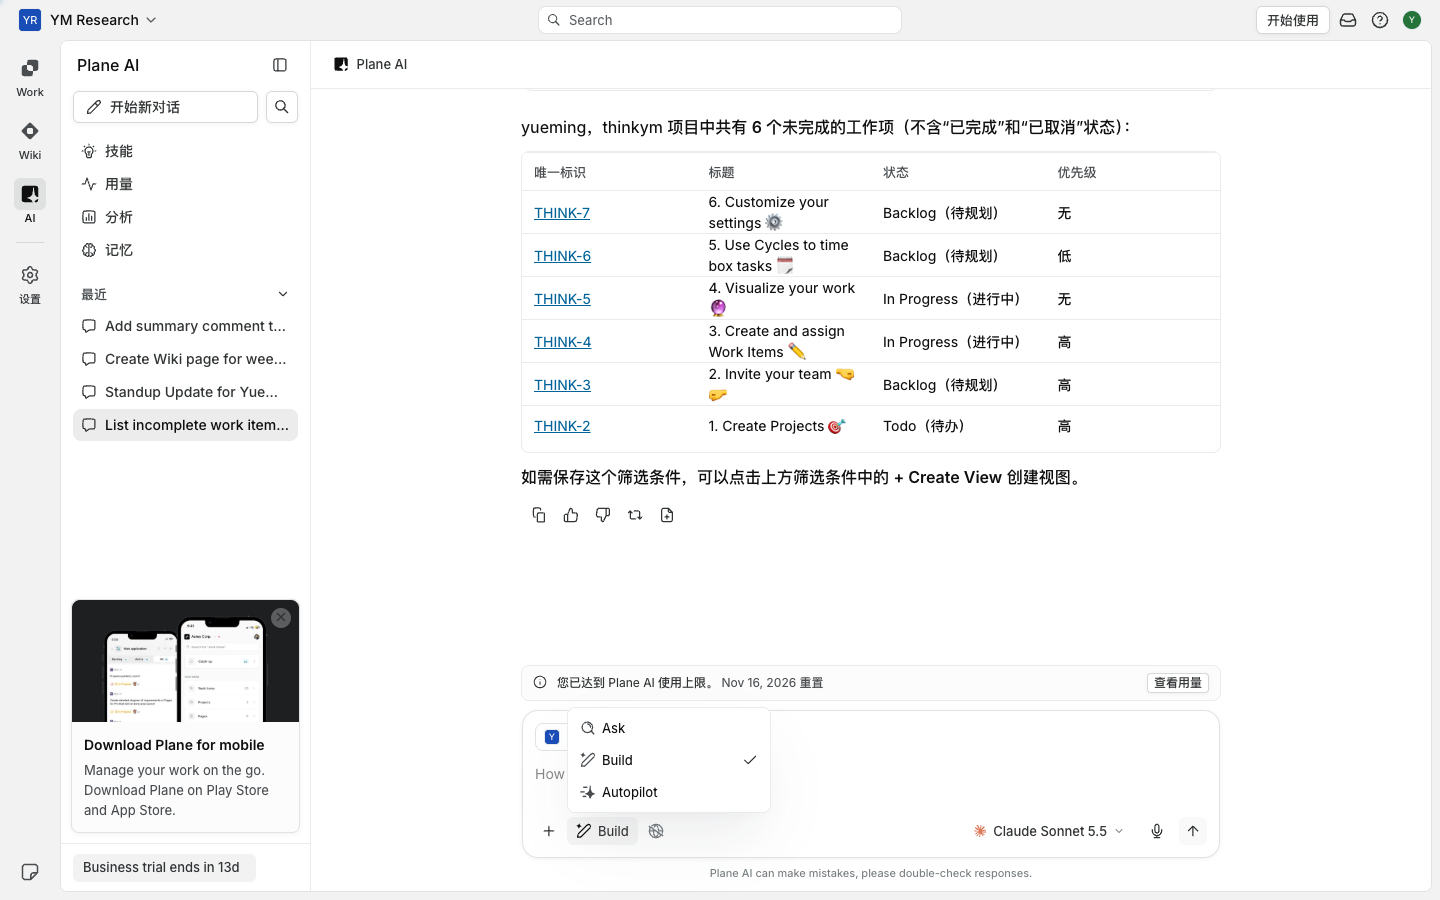 YR YM Research
Search
开始使用
Y
Work
Wiki
AI
设置
Plane AI
开始新对话
技能
用量
分析
记忆
最近
Add summary comment t...
Create Wiki page for wee...
Standup Update for Yue...
List incomplete work item...
Download Plane for mobile
Manage your work on the go.
Download Plane on Play Store
and App Store.
Business trial ends in 13d
Plane AI
yueming，thinkym 项目中共有 6 个未完成的工作项（不含“已完成”和“已取消”状态）：
唯一标识 标题 状态 优先级
THINK-7 6. Customize your settings ⚙️ Backlog（待规划） 无
THINK-6 5. Use Cycles to time box tasks 🗓️ Backlog（待规划） 低
THINK-5 4. Visualize your work 🔮 In Progress（进行中） 无
THINK-4 3. Create and assign Work Items ✏️ In Progress（进行中） 高
THINK-3 2. Invite your team 🤜🤛 Backlog（待规划） 高
THINK-2 1. Create Projects 🎯 Todo（待办） 高
如需保存这个筛选条件，可以点击上方筛选条件中的 + Create View 创建视图。
您已达到 Plane AI 使用上限。 Nov 16, 2026 重置
查看用量
Y
Ask
Build
Autopilot
How
Build
Claude Sonnet 5.5
Plane AI can make mistakes, please double-check responses.